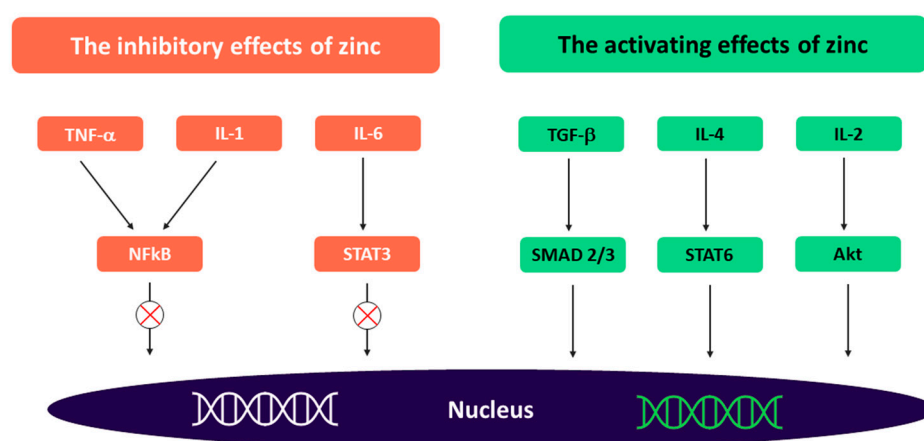 The inhibitory effects of zinc
The activating effects of zinc
TNF-α
IL-1
IL-6
TGF-β
IL-4
IL-2
NFkB
STAT3
SMAD 2/3
STAT6
Akt
Nucleus